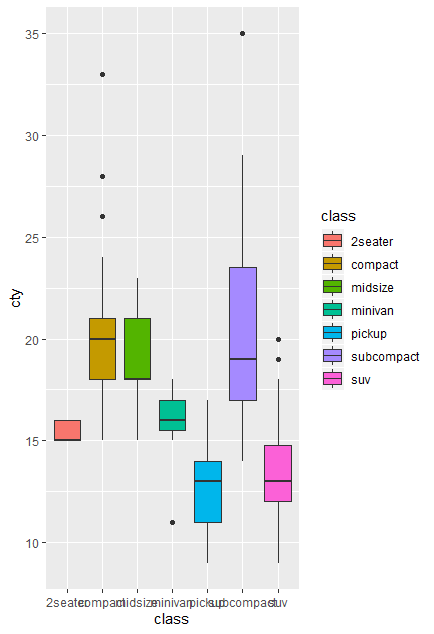 35
30
25
20
15
10
cty
2seater compact midsize minivan pickup subcompact suv
class
class
2seater
compact
midsize
minivan
pickup
subcompact
suv